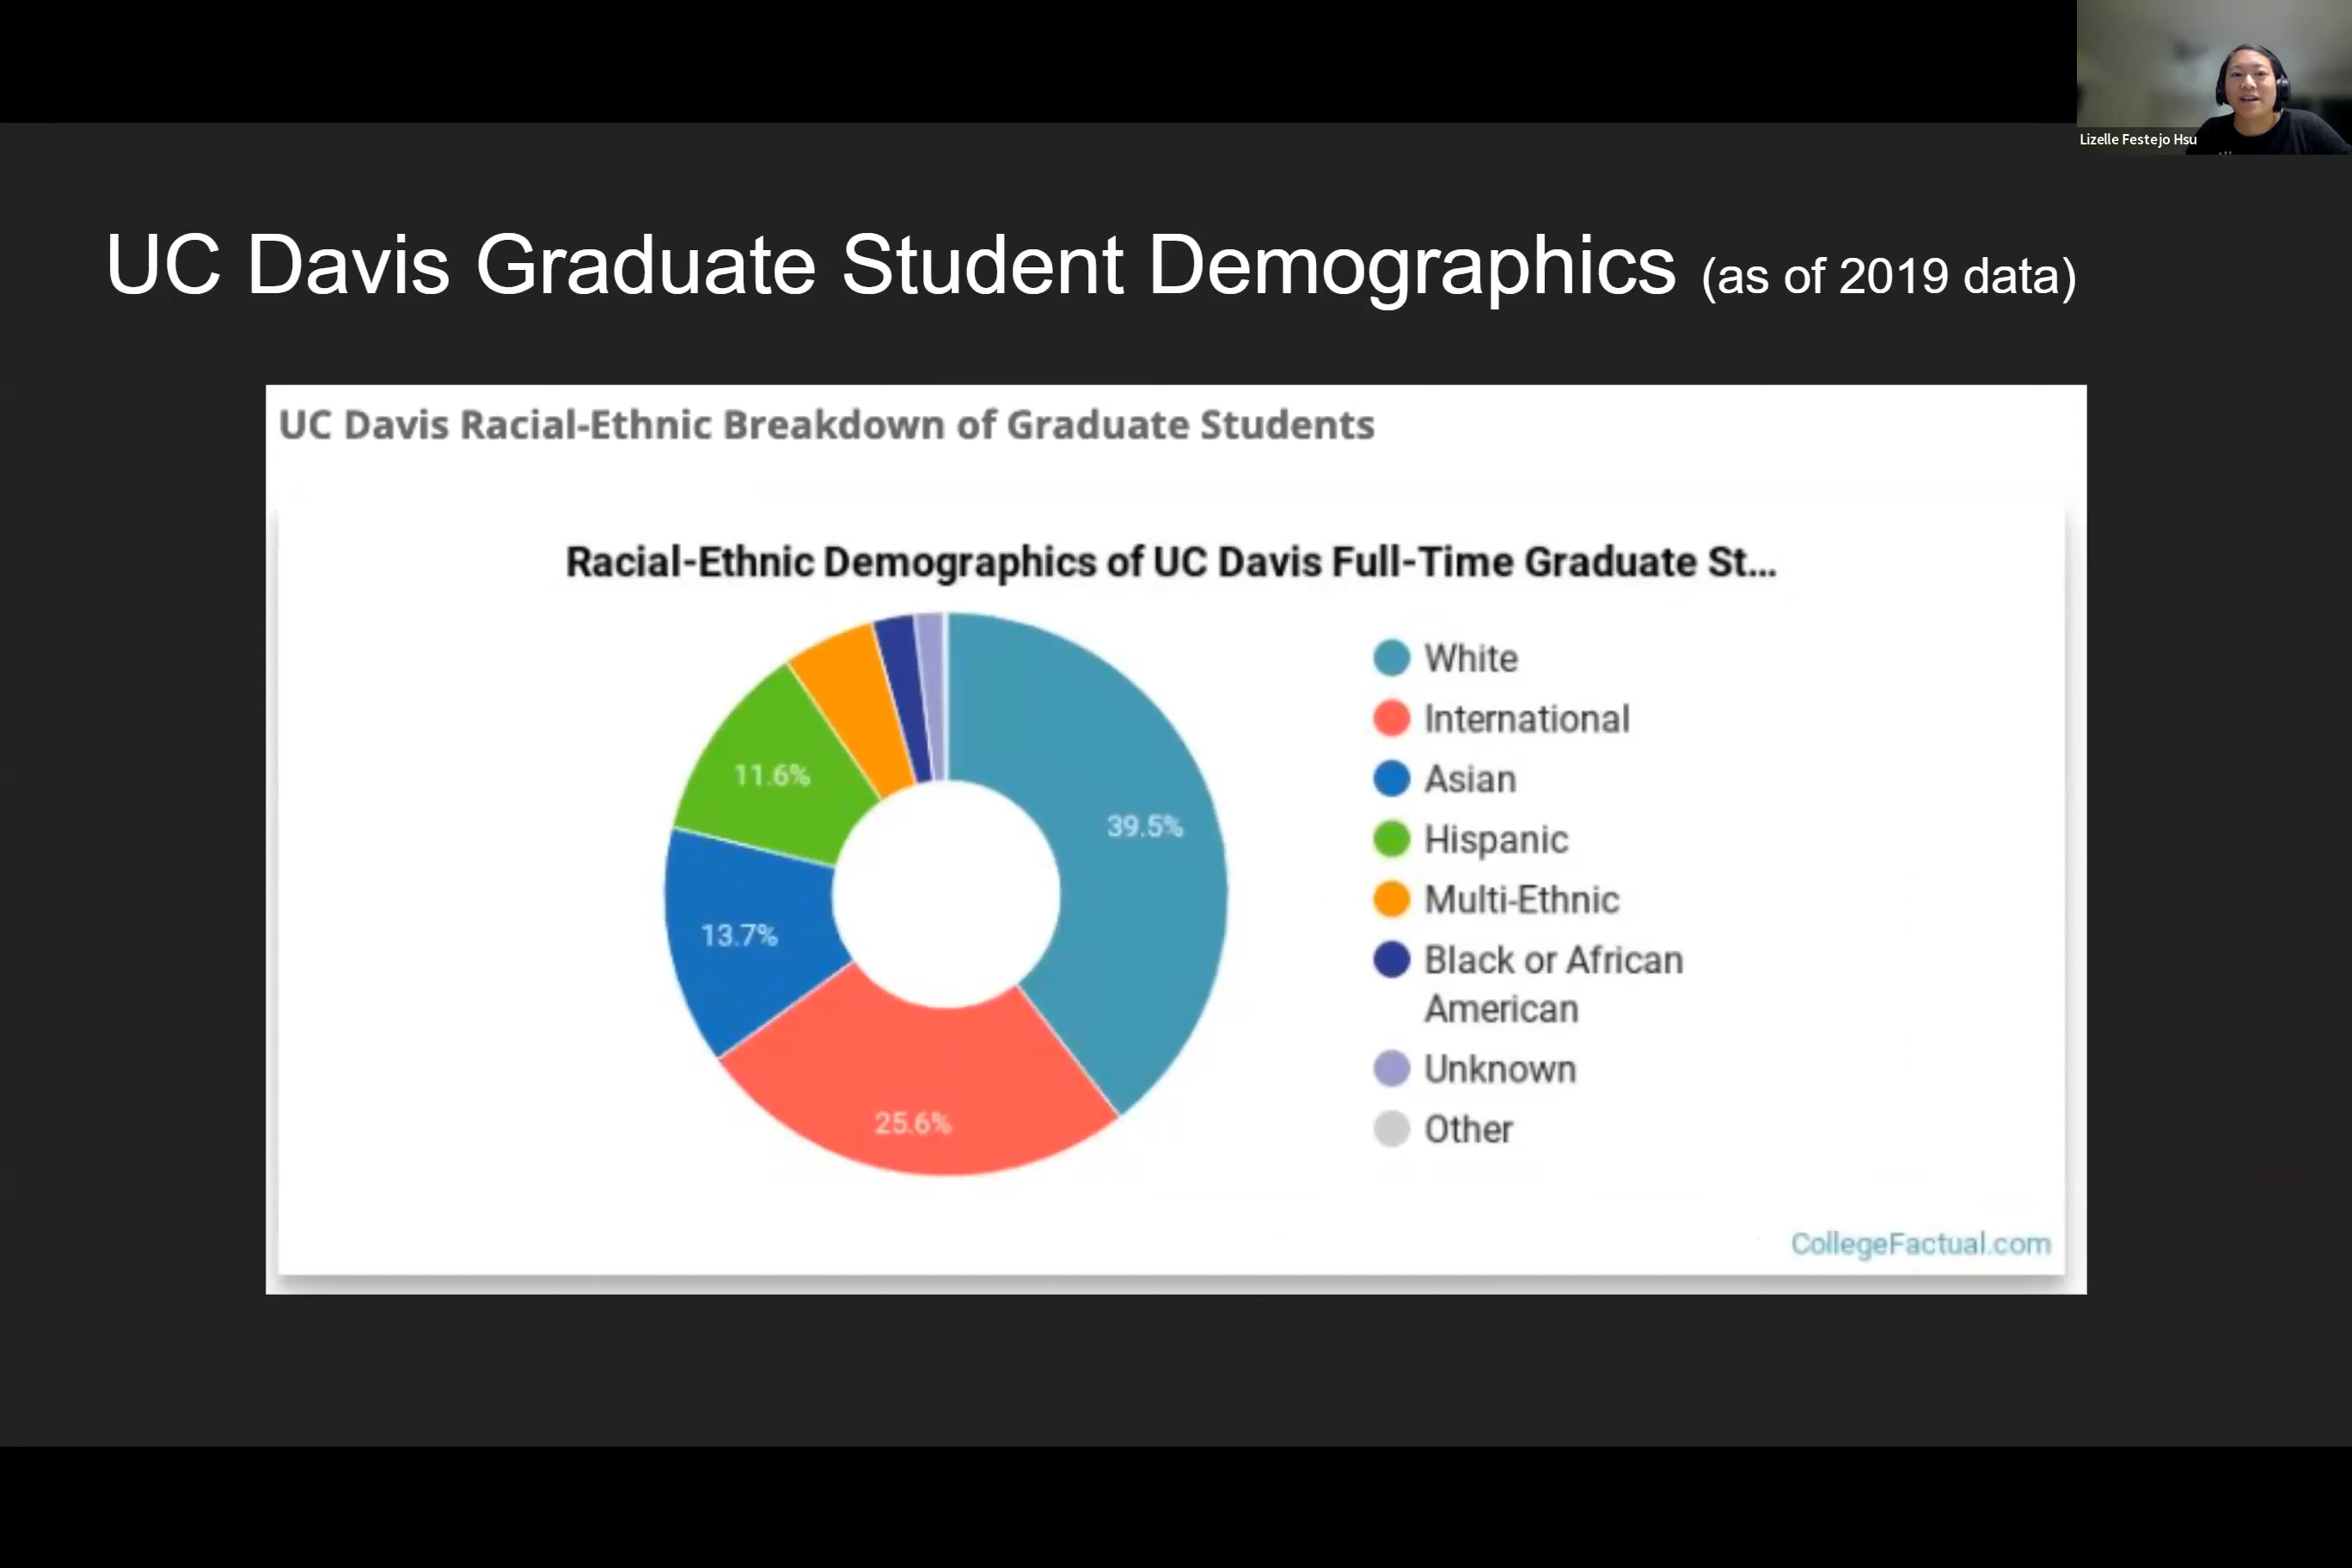 Lizelle Festejo Hsu
UC Davis Graduate Student Demographics (as of 2019 data)
UC Davis Racial-Ethnic Breakdown of Graduate Students
Racial-Ethnic Demographics of UC Davis Full-Time Graduate St...
39.5%
25.6%
13.7%
11.6%
White
International
Asian
Hispanic
Multi-Ethnic
Black or African
American
Unknown
Other
CollegeFactual.com